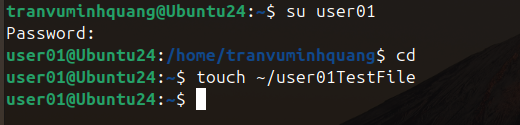 tranvuminhquang@Ubuntu24:~$ su user01
Password:
user01@Ubuntu24:/home/tranvuminhquang$ cd
user01@Ubuntu24:~$ touch ~/user01TestFile
user01@Ubuntu24:~$